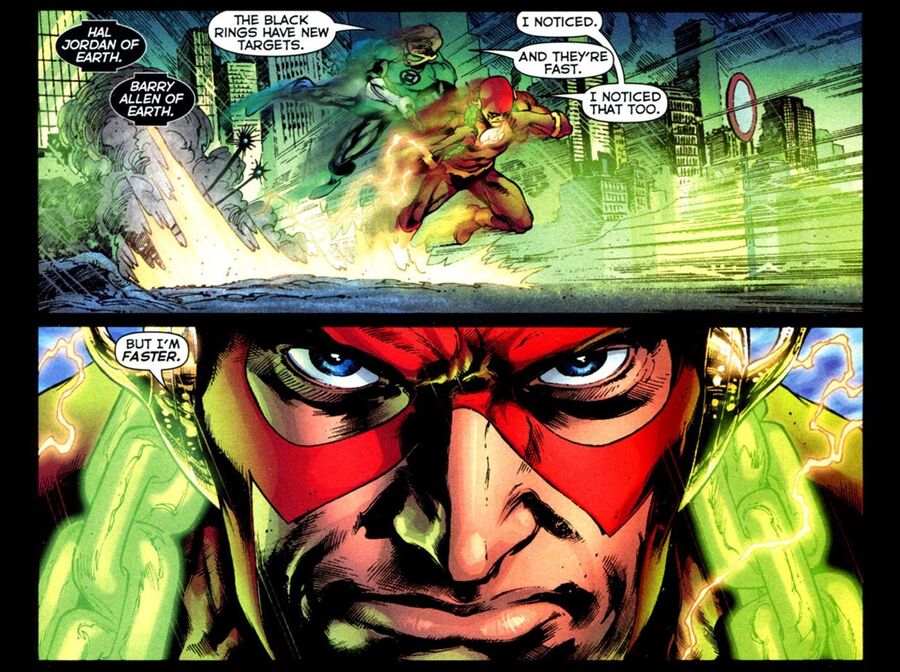 HAL
JORDAN OF
EARTH.
BARRY
ALLEN OF
EARTH.
THE BLACK
RINGS HAVE NEW
TARGETS.
I NOTICED.
AND THEY'RE
FAST.
I NOTICED
THAT TOO.
BUT I'M
FASTER.